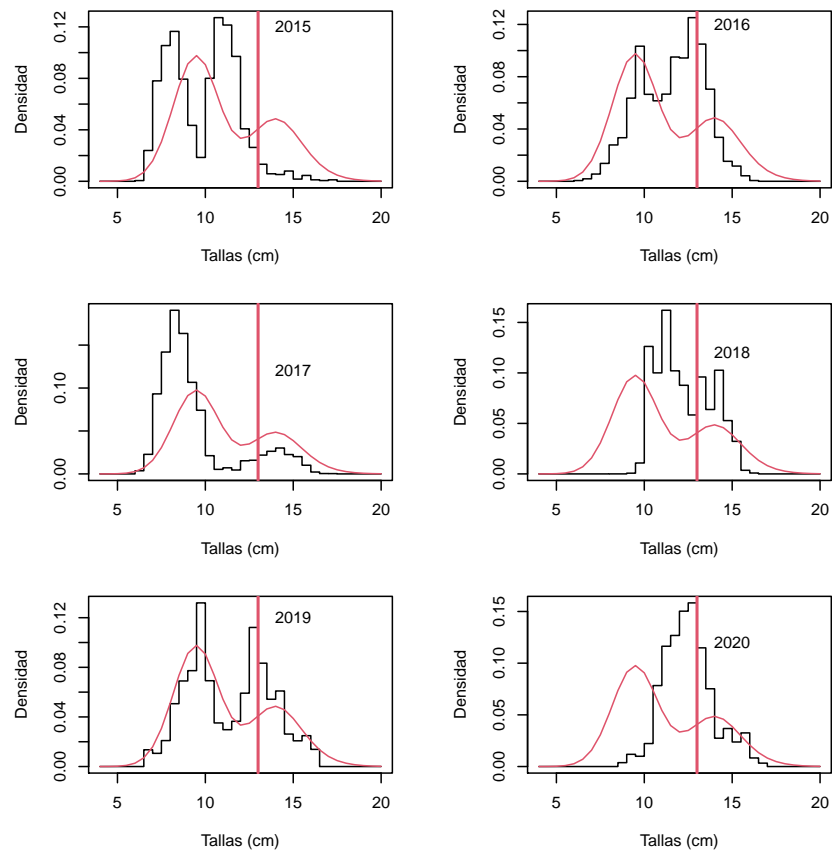 2015
Densidad
0.00 0.04 0.08 0.12
5 10 15 20
Tallas (cm)
2016
Densidad
0.00 0.04 0.08 0.12
5 10 15 20
Tallas (cm)
2017
Densidad
0.00 0.10
5 10 15 20
Tallas (cm)
2018
Densidad
0.00 0.05 0.10 0.15
5 10 15 20
Tallas (cm)
2019
Densidad
0.00 0.04 0.08 0.12
5 10 15 20
Tallas (cm)
2020
Densidad
0.00 0.05 0.10 0.15
5 10 15 20
Tallas (cm)